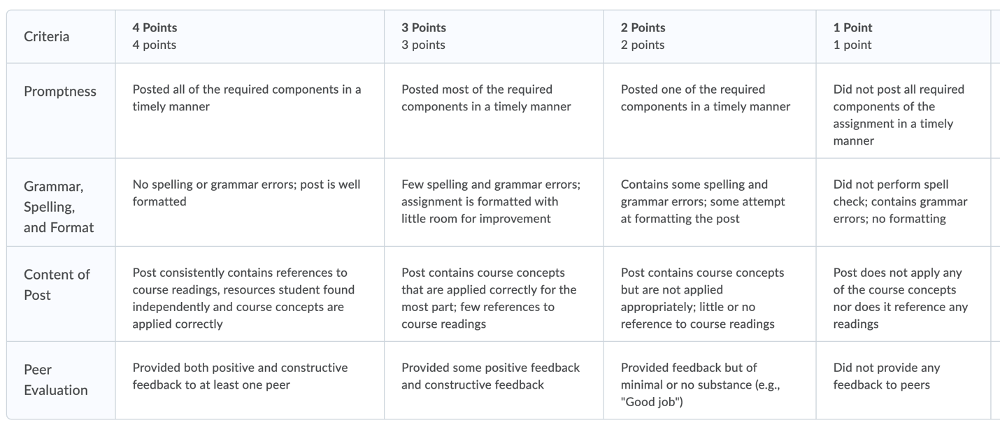 Criteria
4 Points
4 points
3 Points
3 points
2 Points
2 points
1 Point
1 point
Promptness
Posted all of the required components in a
timely manner
Posted most of the required
components in a timely manner
Posted one of the required
components in a timely manner
Did not post all required
components of the
assignment in a timely
manner
Grammar,
Spelling,
and Format
No spelling or grammar errors; post is well
formatted
Few spelling and grammar errors;
assignment is formatted with
little room for improvement
Contains some spelling and
grammar errors; some attempt
at formatting the post
Did not perform spell
check; contains grammar
errors; no formatting
Content of
Post
Post consistently contains references to
course readings, resources student found
independently and course concepts are
applied correctly
Post contains course concepts
that are applied correctly for the
most part; few references to
course readings
Post contains course concepts
but are not applied
appropriately; little or no
reference to course readings
Post does not apply any
of the course concepts
nor does it reference any
readings
Peer
Evaluation
Provided both positive and constructive
feedback to at least one peer
Provided some positive feedback
and constructive feedback
Provided feedback but of
minimal or no substance (e.g.,
"Good job")
Did not provide any
feedback to peers